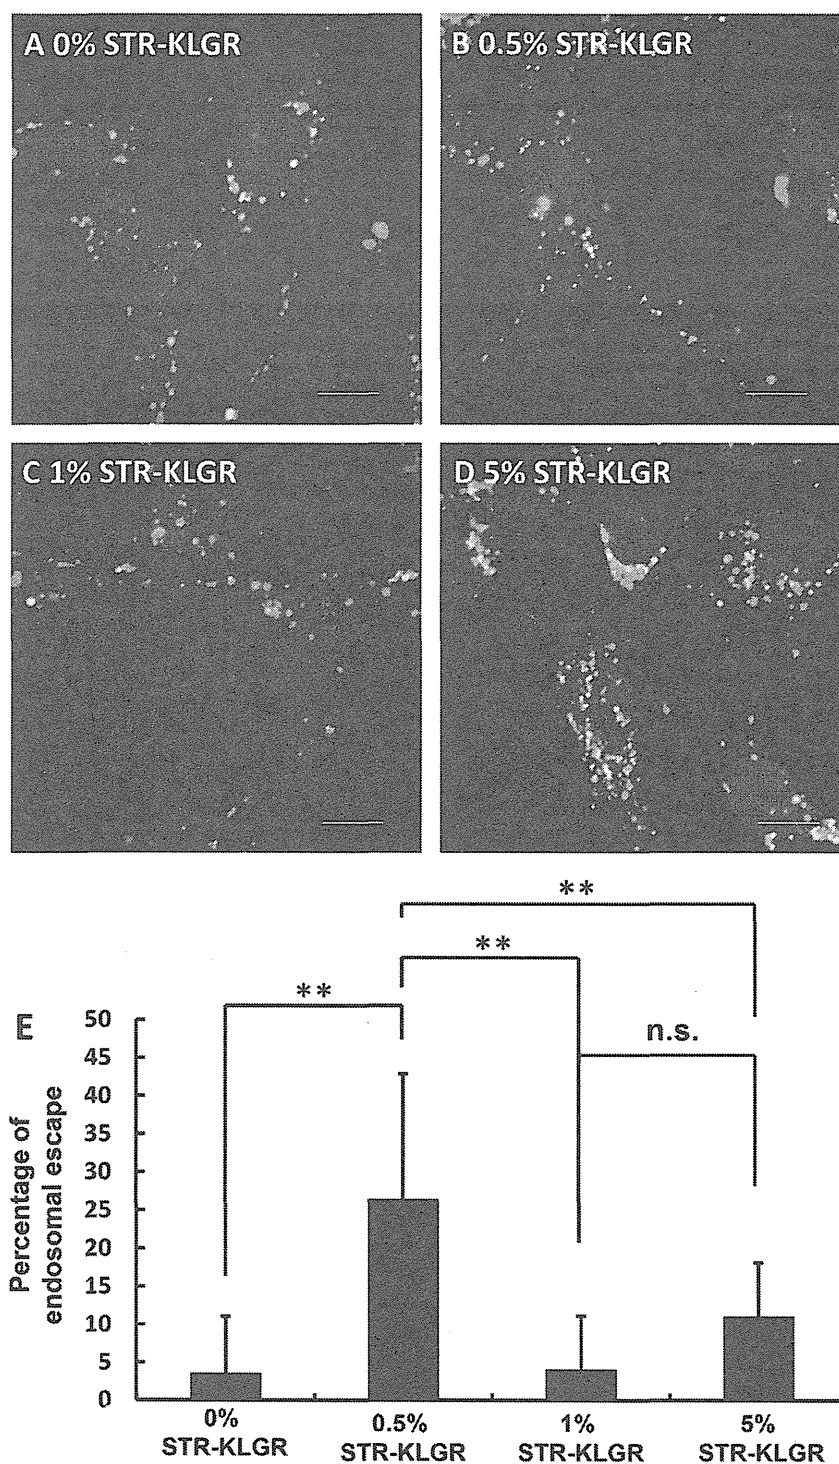 A 0% STR-KLGR
B 0.5% STR-KLGR
C 1% STR-KLGR
D 5% STR-KLGR
**
**
**
n.s.
E
Percentage of
endosomal escape
50
45
40
35
30
25
20
15
10
5
0
0%
STR-KLGR
0.5%
STR-KLGR
1%
STR-KLGR
5%
STR-KLGR